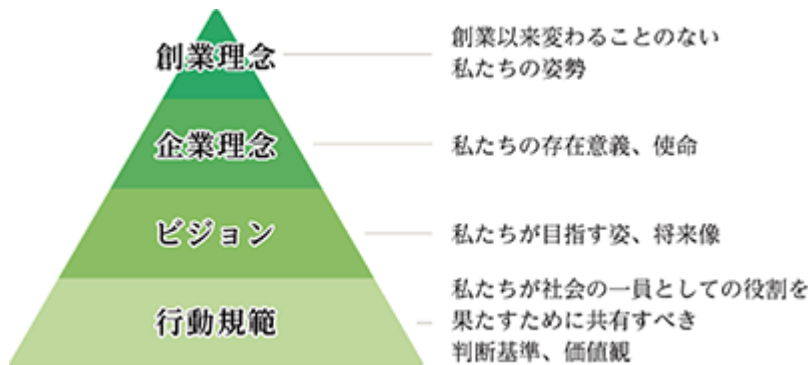 創業理念
創業以来変わることのない
私たちの姿勢
企業理念
私たちの存在意義、使命
ビジョン
私たちが目指す姿、将来像
行動規範
私たちが社会の一員としての役割を
果たすために共有すべき
判断基準、価値観